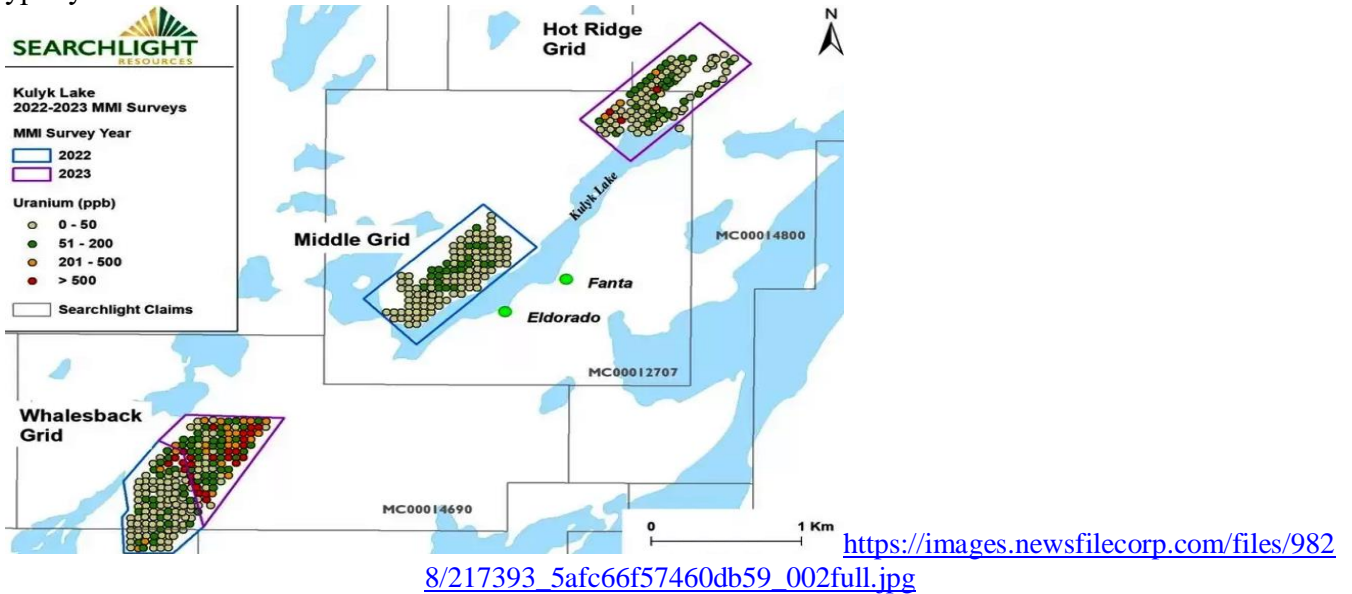 SEARCHLIGHT
RESOURCES
Kulyk Lake
2022-2023 MMI Surveys
MMI Survey Year
2022
2023
Uranium (ppb)
0 - 50
51 - 200
201 - 500
> 500
Searchlight Claims
Hot Ridge
Grid
N
Kulyk Lake
Middle Grid
MC00014800
Fanta
Eldorado
MC00012707
Whalesback
Grid
MC00014690
0 1 Km
https://images.newsfilecorp.com/files/982
8/217393_5afc66f57460db59_002full.jpg